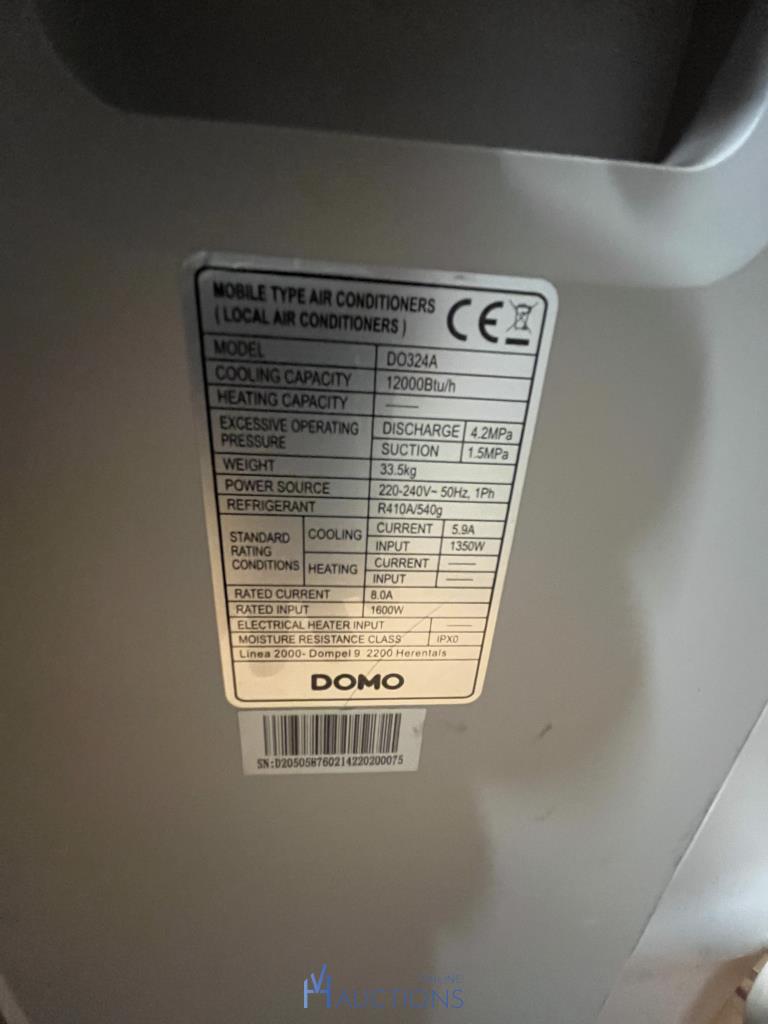 MOBILE TYPE AIR CONDITIONERS
( LOCAL AIR CONDITIONERS )
CE
MODEL DO324A
COOLING CAPACITY 12000Btu/h
HEATING CAPACITY ——
EXCESSIVE OPERATING PRESSURE DISCHARGE 4.2MPa
SUCTION 1.5MPa
WEIGHT 33.5kg
POWER SOURCE 220-240V~ 50Hz, 1Ph
REFRIGERANT R410A/540g
STANDARD RATING CONDITIONS COOLING CURRENT 5.9A
INPUT 1350W
HEATING CURRENT ——
INPUT ——
RATED CURRENT 8.0A
RATED INPUT 1600W
ELECTRICAL HEATER INPUT ——
MOISTURE RESISTANCE CLASS IPX0
Linea 2000- Dompel 9 2200 Herentals
DOMO
SN:D20505H760214220200075
VH ONLINE
AUCTIONS